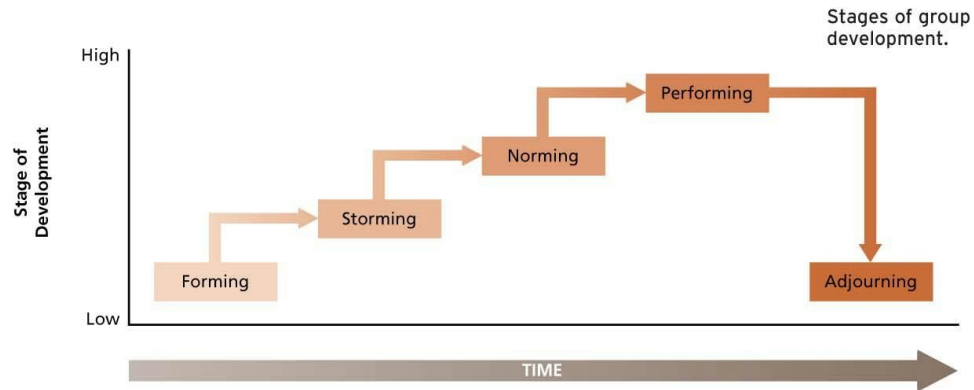 Stages of group
development.
High
Performing
Norming
Stage of
Development
Storming
Forming
Adjourning
Low
TIME